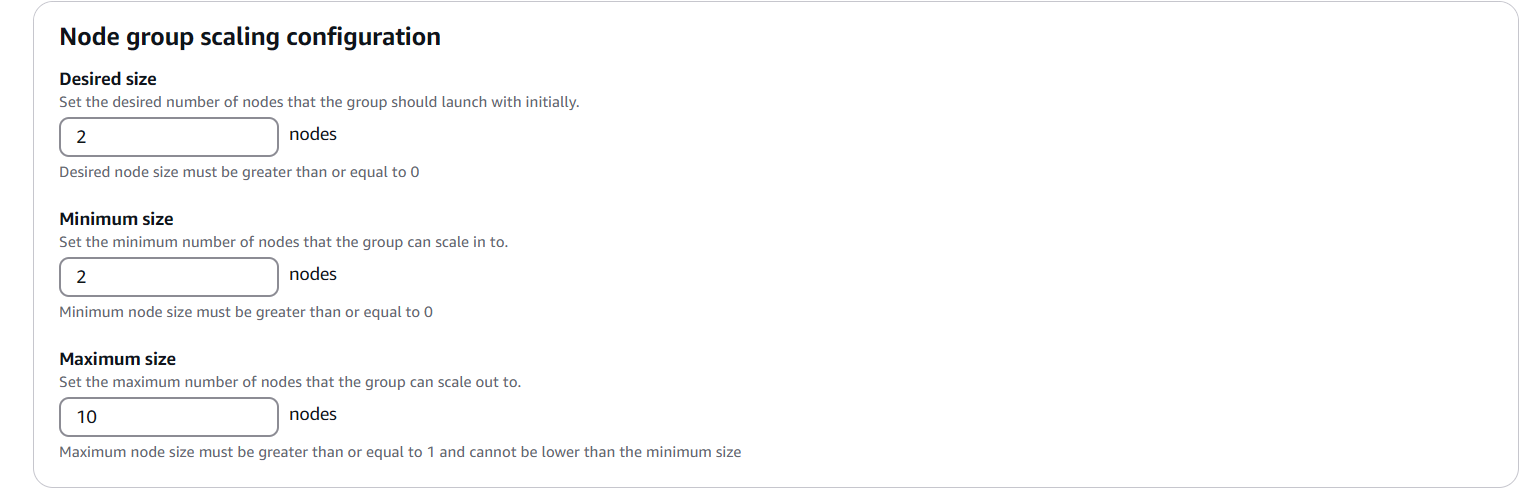 Node group scaling configuration
Desired size
Set the desired number of nodes that the group should launch with initially.
2 nodes
Desired node size must be greater than or equal to 0
Minimum size
Set the minimum number of nodes that the group can scale in to.
2 nodes
Minimum node size must be greater than or equal to 0
Maximum size
Set the maximum number of nodes that the group can scale out to.
10 nodes
Maximum node size must be greater than or equal to 1 and cannot be lower than the minimum size